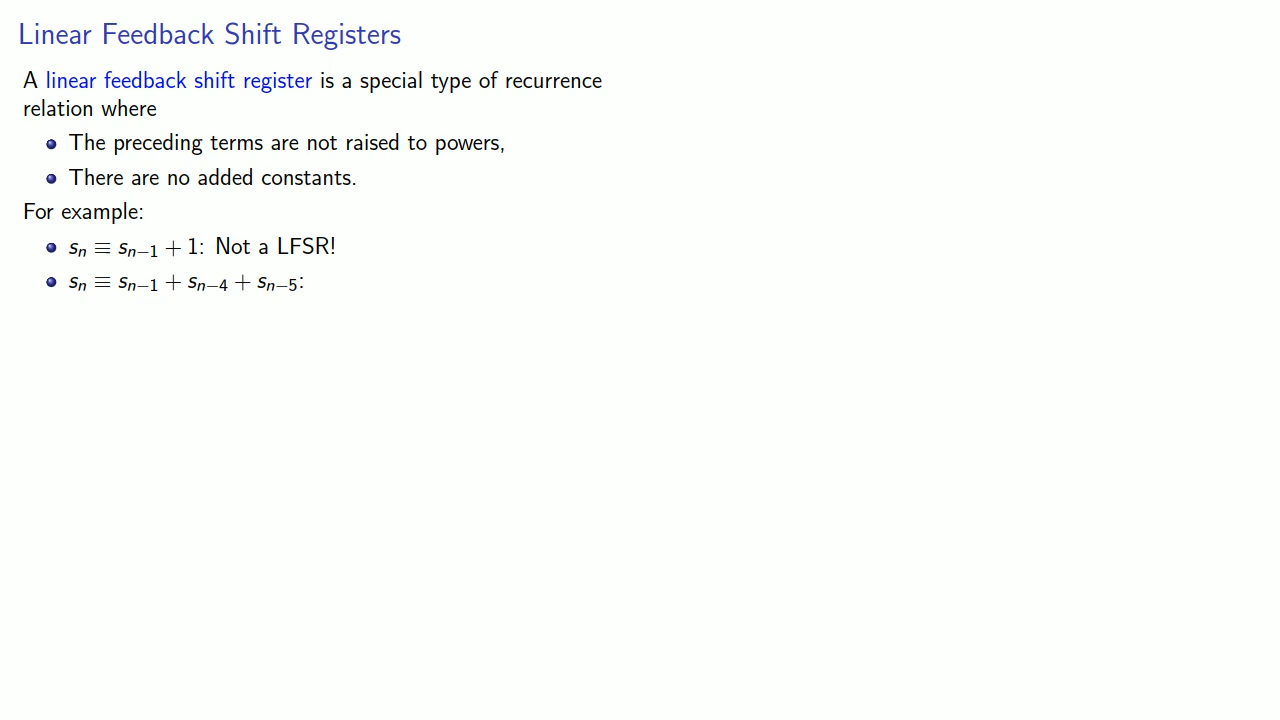 Linear Feedback Shift Registers
A linear feedback shift register is a special type of recurrence
relation where
The preceding terms are not raised to powers,
There are no added constants.
For example:
sₙ ≡ sₙ₋₁ + 1: Not a LFSR!
sₙ ≡ sₙ₋₁ + sₙ₋₄ + sₙ₋₅: